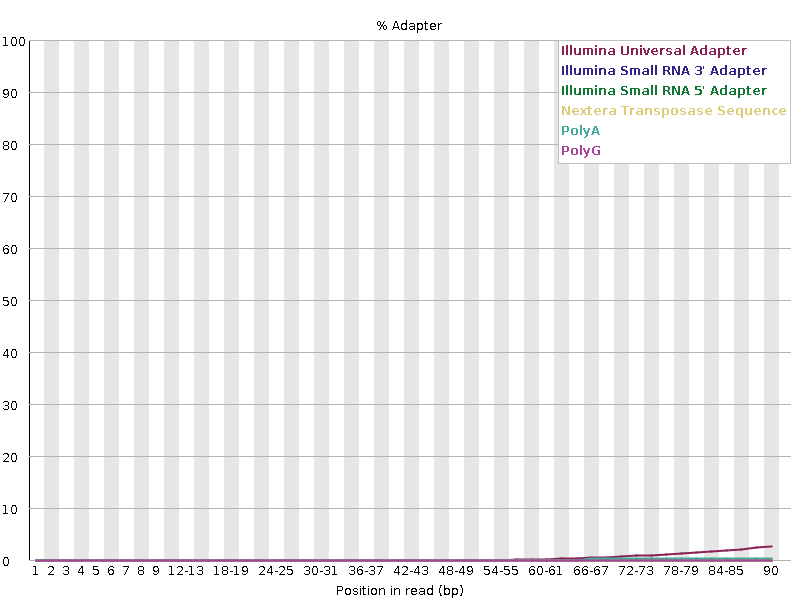 % Adapter
100
90
80
70
60
50
40
30
20
10
0
Illumina Universal Adapter
Illumina Small RNA 3' Adapter
Illumina Small RNA 5' Adapter
Nextera Transposase Sequence
PolyA
PolyG
1 2 3 4 5 6 7 8 9 12-13 18-19 24-25 30-31 36-37 42-43 48-49 54-55 60-61 66-67 72-73 78-79 84-85 90
Position in read (bp)